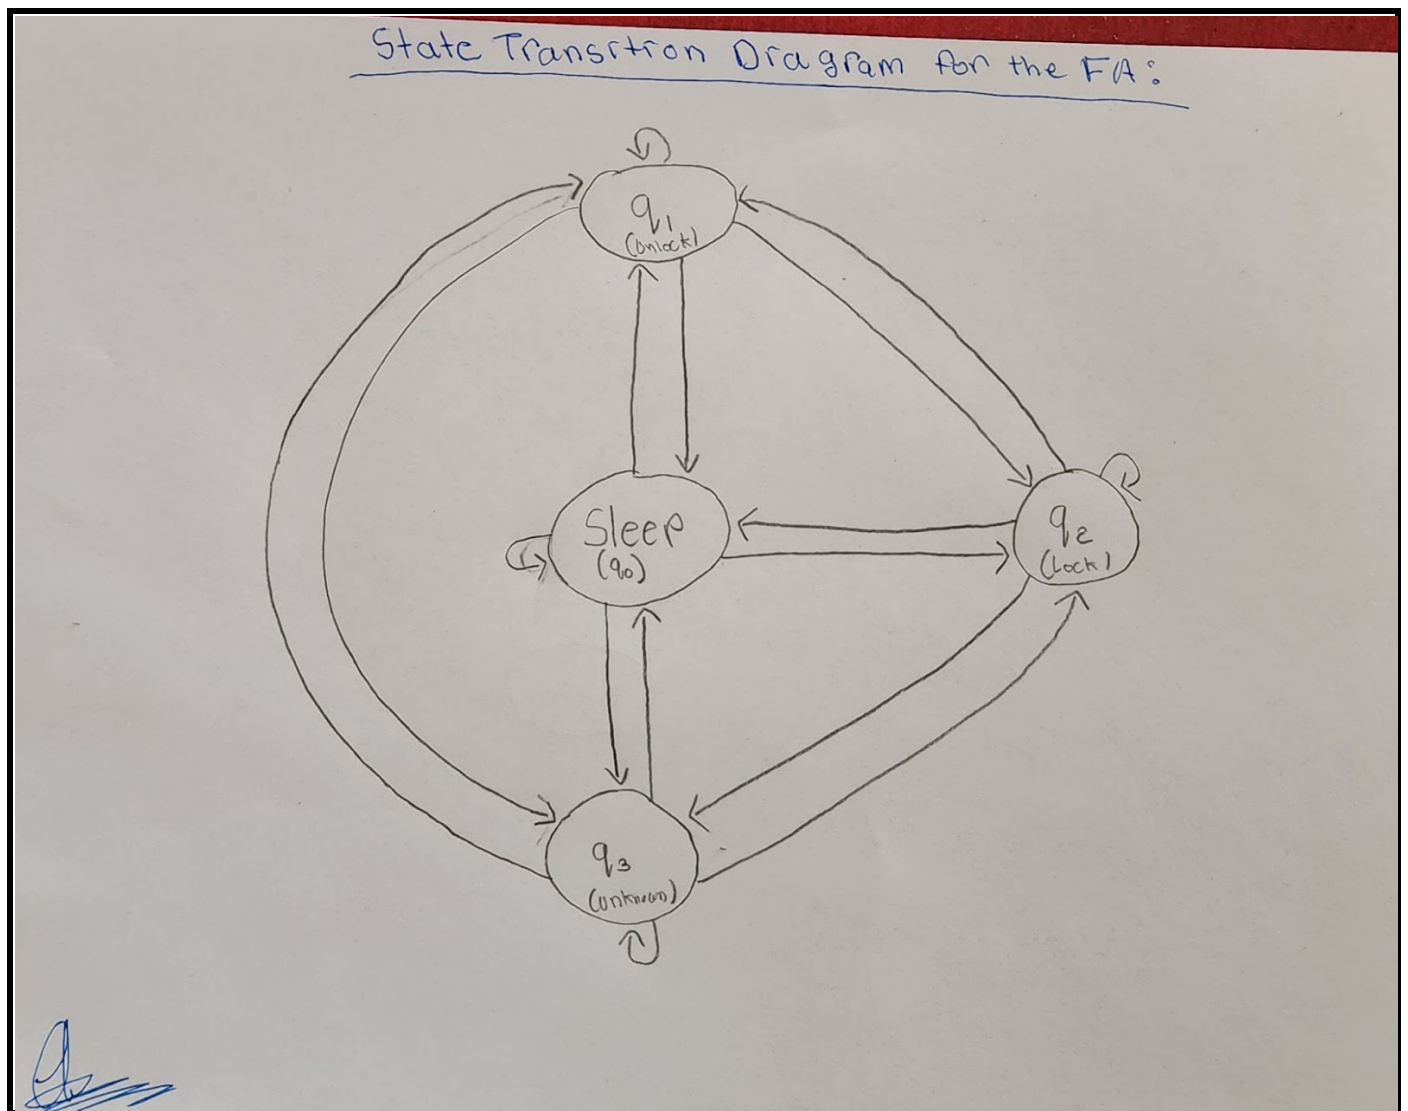 State Transition Diagram for the FA:
q1
(Unlock)
Sleep
(q0)
q2
(Lock)
q3
(unknown)